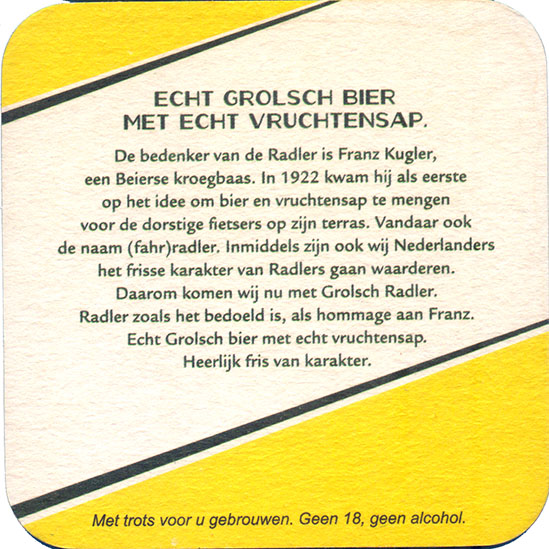 ECHT GROLSCH BIER
MET ECHT VRUCHTENSAP.
De bedenker van de Radler is Franz Kugler,
een Beierse kroegbaas. In 1922 kwam hij als eerste
op het idee om bier en vruchtensap te mengen
voor de dorstige fietsers op zijn terras. Vandaar ook
de naam (fahr)radler. Inmiddels zijn ook wij Nederlanders
het frisse karakter van Radlers gaan waarderen.
Daarom komen wij nu met Grolsch Radler.
Radler zoals het bedoeld is, als hommage aan Franz.
Echt Grolsch bier met echt vruchtensap.
Heerlijk fris van karakter.
Met trots voor u gebrouwen. Geen 18, geen alcohol.